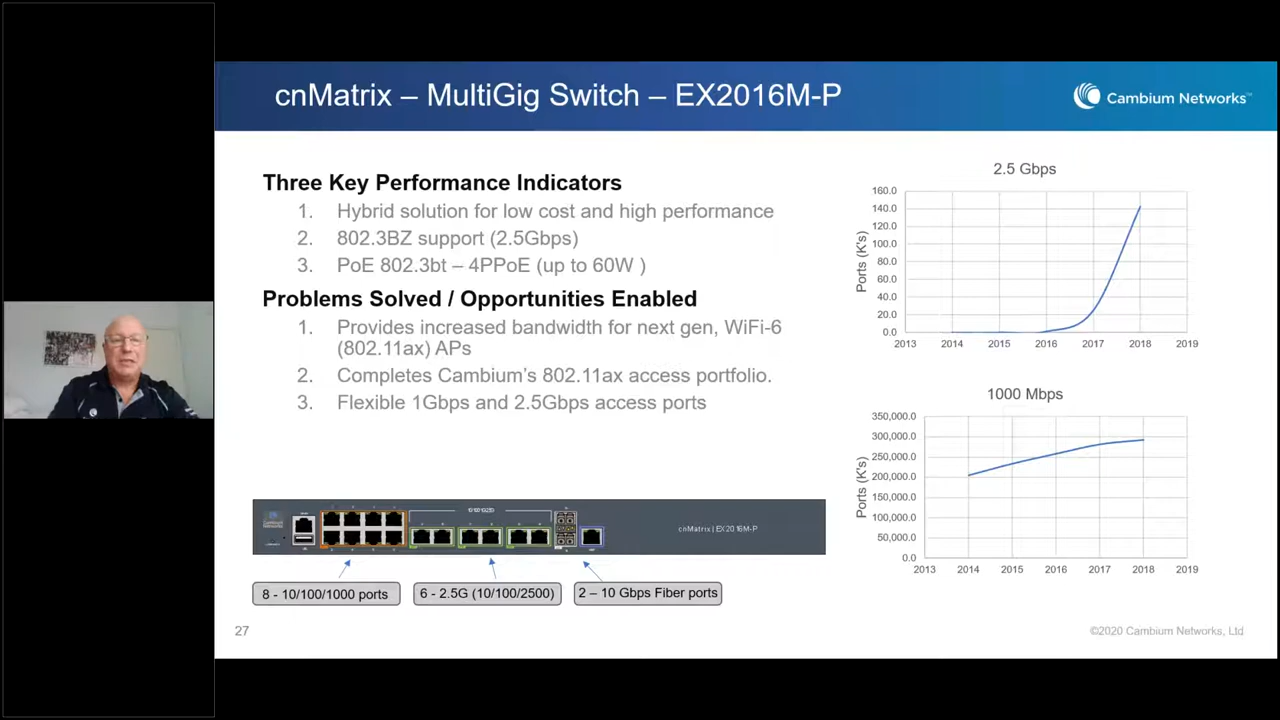 cnMatrix – MultiGig Switch – EX2016M-P
Cambium Networks™
Three Key Performance Indicators
1. Hybrid solution for low cost and high performance
2. 802.3BZ support (2.5Gbps)
3. PoE 802.3bt – 4PPoE (up to 60W )
Problems Solved / Opportunities Enabled
1. Provides increased bandwidth for next gen, WiFi-6
(802.11ax) APs
2. Completes Cambium's 802.11ax access portfolio.
3. Flexible 1Gbps and 2.5Gbps access ports
2.5 Gbps
Ports (K's)
160.0
140.0
120.0
100.0
80.0
60.0
40.0
20.0
0.0
2013 2014 2015 2016 2017 2018 2019
1000 Mbps
Ports (K's)
350,000.0
300,000.0
250,000.0
200,000.0
150,000.0
100,000.0
50,000.0
0.0
2013 2014 2015 2016 2017 2018 2019
Cambium
Networks
cnMatrix | EX2016M-P
8 - 10/100/1000 ports
6 - 2.5G (10/100/2500)
2 – 10 Gbps Fiber ports
27
©2020 Cambium Networks, Ltd